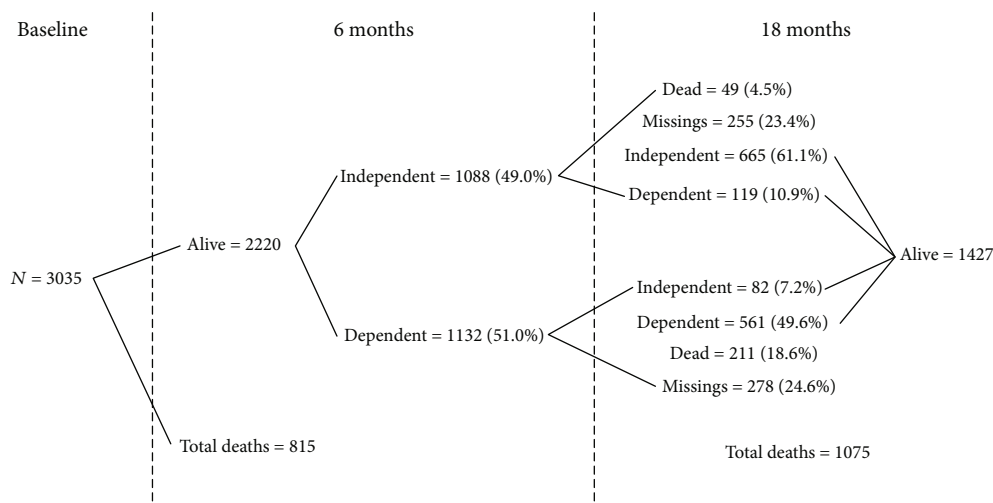 Baseline
6 months
18 months
Dead = 49 (4.5%)
Missings = 255 (23.4%)
Independent = 665 (61.1%)
Independent = 1088 (49.0%)
Dependent = 119 (10.9%)
Alive = 2220
Alive = 1427
N = 3035
Independent = 82 (7.2%)
Dependent = 561 (49.6%)
Dependent = 1132 (51.0%)
Dead = 211 (18.6%)
Missings = 278 (24.6%)
Total deaths = 815
Total deaths = 1075